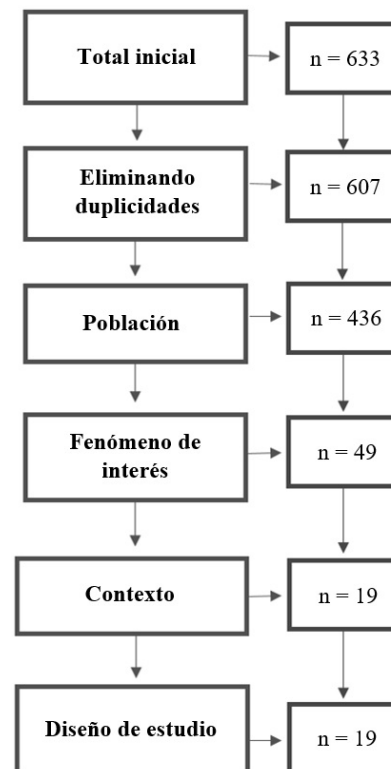 Total inicial
n = 633
Eliminando
duplicidades
n = 607
Población
n = 436
Fenómeno de
interés
n = 49
Contexto
n = 19
Diseño de estudio
n = 19